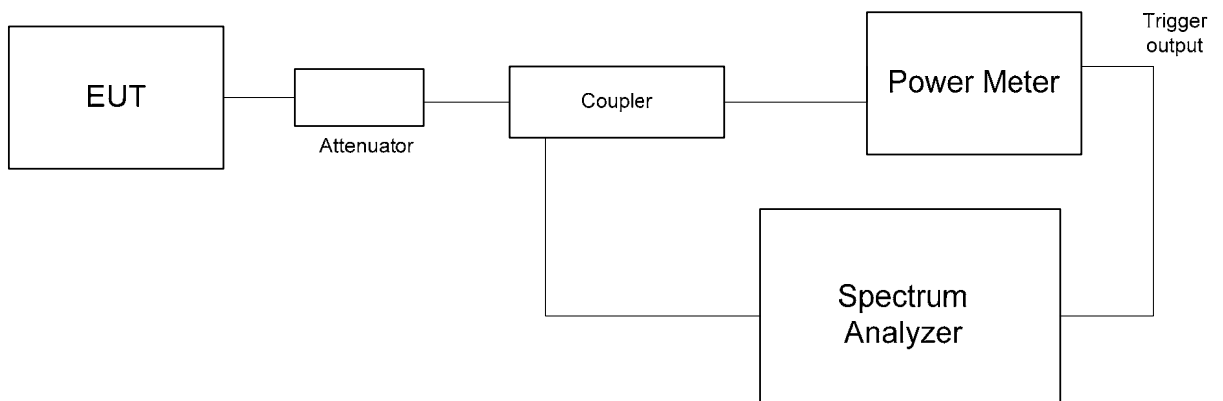 EUT
Attenuator
Coupler
Power Meter
Trigger
output
Spectrum
Analyzer